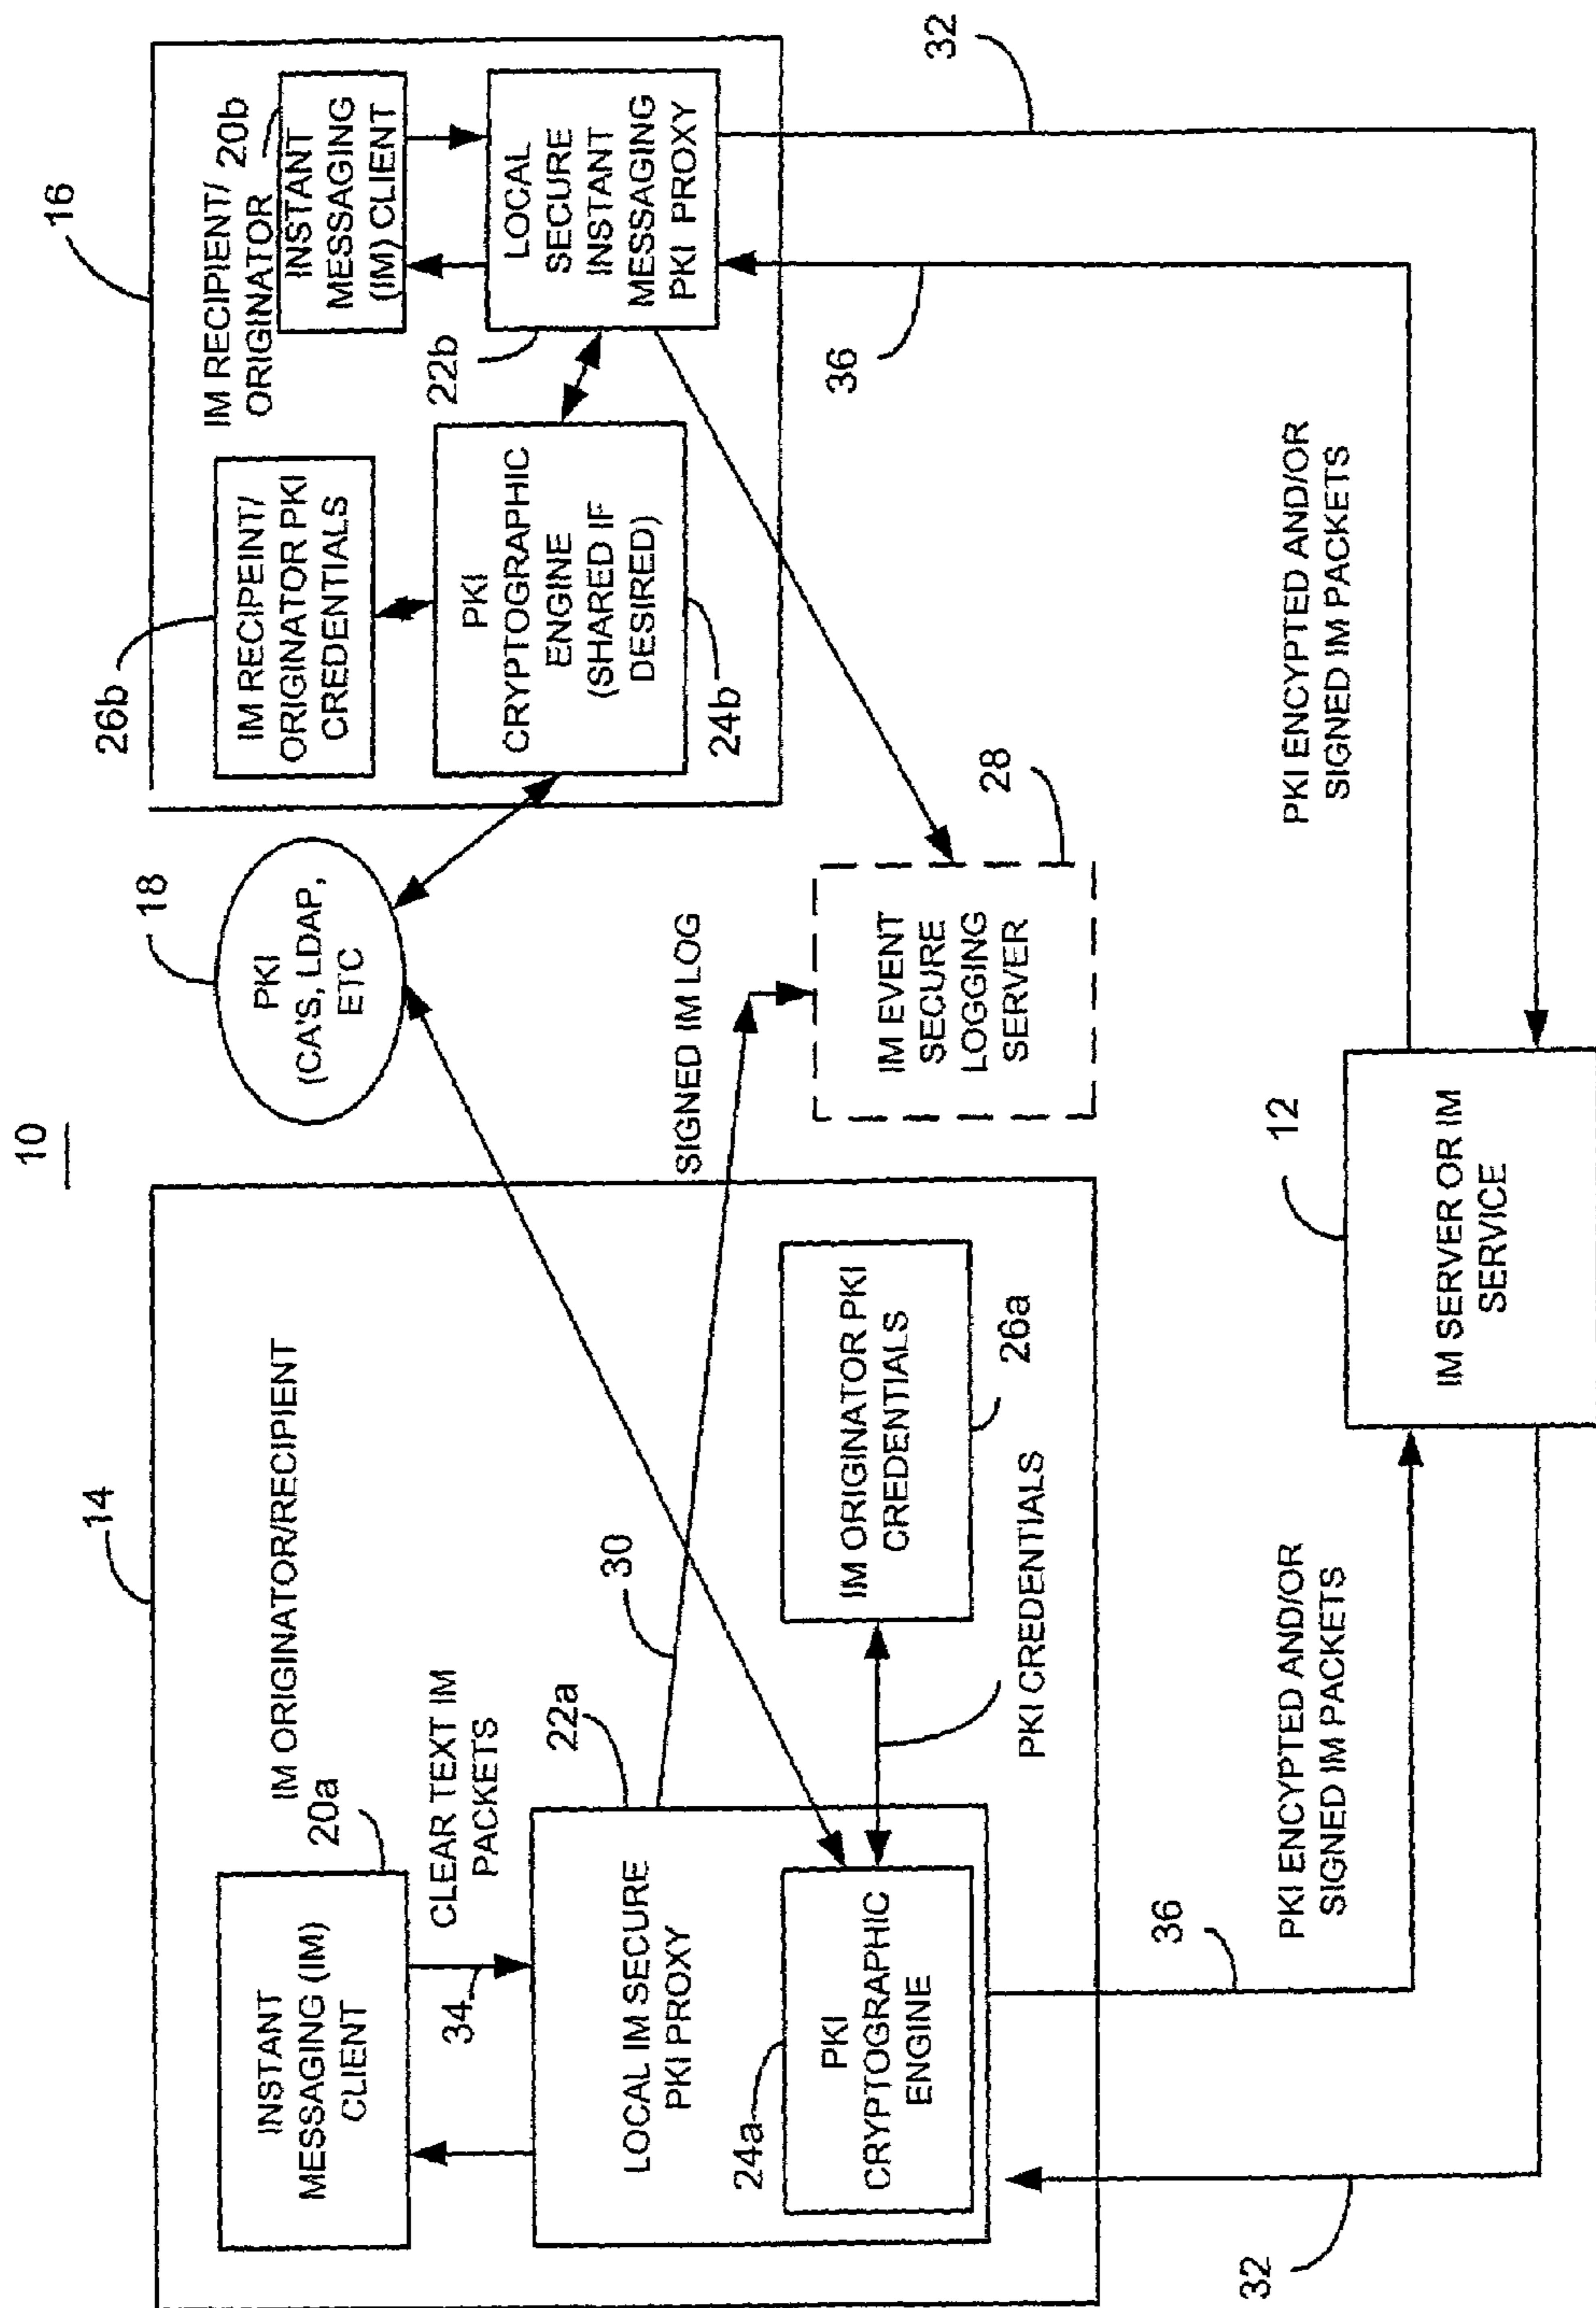 10
14
IM ORIGINATOR/RECIPIENT
20a
INSTANT
MESSAGING (IM)
CLIENT
CLEAR TEXT IM
PACKETS
34
22a
LOCAL IM SECURE
PKI PROXY
24a
PKI
CRYPTOGRAPHIC
ENGINE
30
IM ORIGINATOR PKI
CREDENTIALS
26a
PKI CREDENTIALS
18
PKI
(CA'S, LDAP,
ETC
SIGNED IM LOG
28
IM EVENT
SECURE
LOGGING
SERVER
16
IM RECIPIENT/
ORIGINATOR
20b
INSTANT
MESSAGING
(IM) CLIENT
26b
IM RECIPEINT/
ORIGINATOR PKI
CREDENTIALS
22b
LOCAL
SECURE
INSTANT
MESSAGING
PKI PROXY
PKI
CRYPTOGRAPHIC
ENGINE
(SHARED IF
DESIRED)
24b
36
32
PKI ENCYPTED AND/OR
SIGNED IM PACKETS
36
PKI ENCYPTED AND/OR
SIGNED IM PACKETS
12
IM SERVER OR IM
SERVICE
32